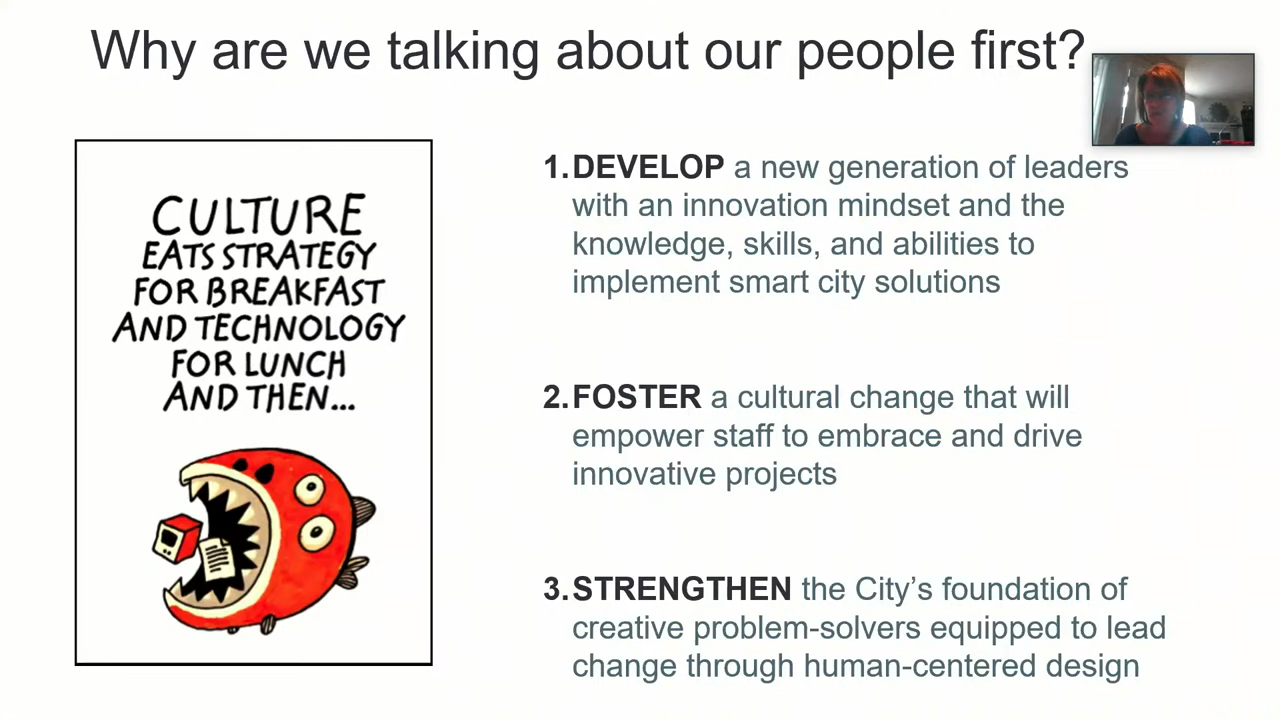 Why are we talking about our people first?
CULTURE
EATS STRATEGY
FOR BREAKFAST
AND TECHNOLOGY
FOR LUNCH
AND THEN...
1. DEVELOP a new generation of leaders
with an innovation mindset and the
knowledge, skills, and abilities to
implement smart city solutions
2. FOSTER a cultural change that will
empower staff to embrace and drive
innovative projects
3. STRENGTHEN the City’s foundation of
creative problem-solvers equipped to lead
change through human-centered design